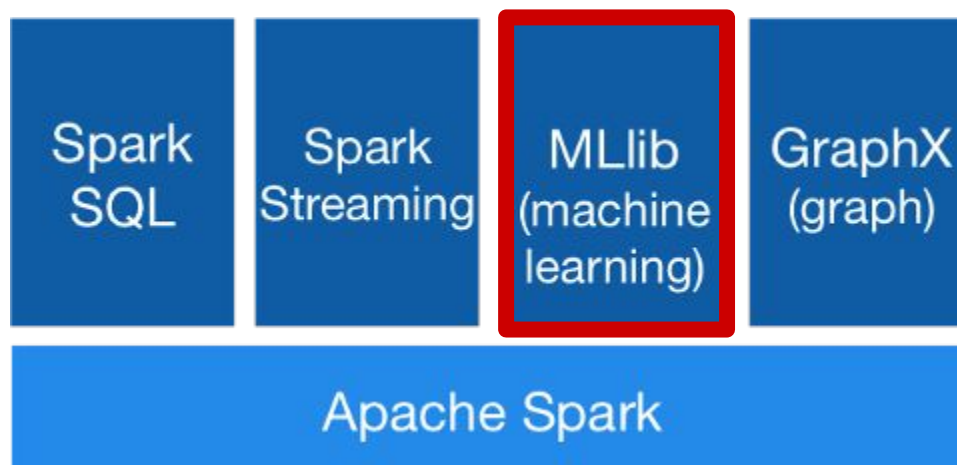 Spark
SQL
Spark
Streaming
MLlib
(machine
learning)
GraphX
(graph)
Apache Spark